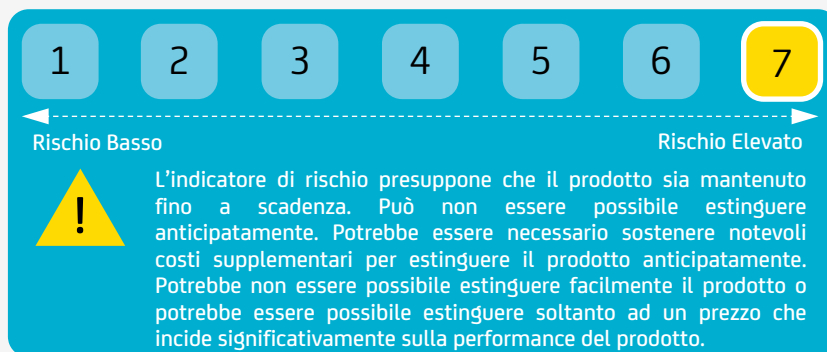 1 2 3 4 5 6 7
Rischio Basso Rischio Elevato
!
L'indicatore di rischio presuppone che il prodotto sia mantenuto
fino a scadenza. Può non essere possibile estinguere
anticipatamente. Potrebbe essere necessario sostenere notevoli
costi supplementari per estinguere il prodotto anticipatamente.
Potrebbe non essere possibile estinguere facilmente il prodotto o
potrebbe essere possibile estinguere soltanto ad un prezzo che
incide significativamente sulla performance del prodotto.